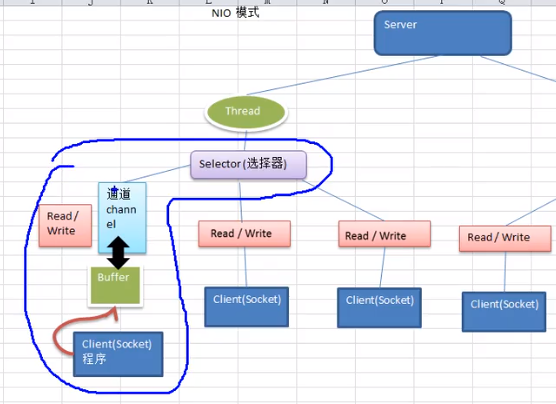 I J K L M N O P Q
NIO 模式
Server
Thread
Selector(选择器)
通道
chann
el
Read /
Write
Read / Write
Read / Write
Read / Write
Buffer
Client(Socket)
Client(Socket)
Client(Socket)
Client(Socket)
程序